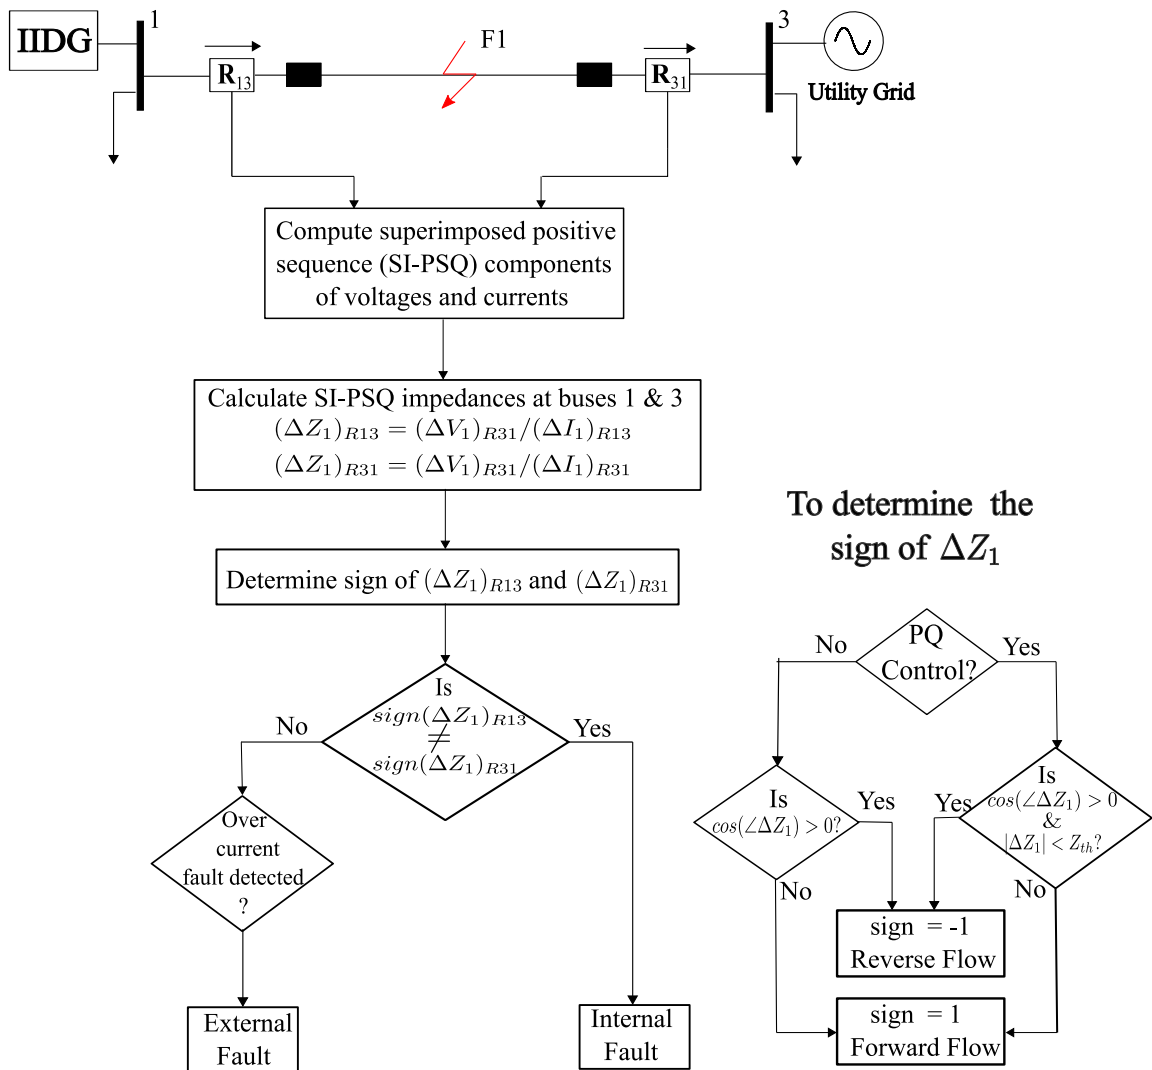 IIDG
1
R13
F1
R31
3
Utility Grid
Compute superimposed positive
sequence (SI-PSQ) components
of voltages and currents
Calculate SI-PSQ impedances at buses 1 & 3
(ΔZ1)R13 = (ΔV1)R31/(ΔI1)R13
(ΔZ1)R31 = (ΔV1)R31/(ΔI1)R31
Determine sign of (ΔZ1)R13 and (ΔZ1)R31
Is
sign(ΔZ1)R13
≠
sign(ΔZ1)R31
No
Yes
Over
current
fault detected
?
External
Fault
Internal
Fault
To determine the
sign of ΔZ1
PQ
Control?
No
Yes
Is
cos(∠ΔZ1) > 0?
Yes
No
Is
cos(∠ΔZ1) > 0
&
|ΔZ1| < Zth?
Yes
No
sign = -1
Reverse Flow
sign = 1
Forward Flow